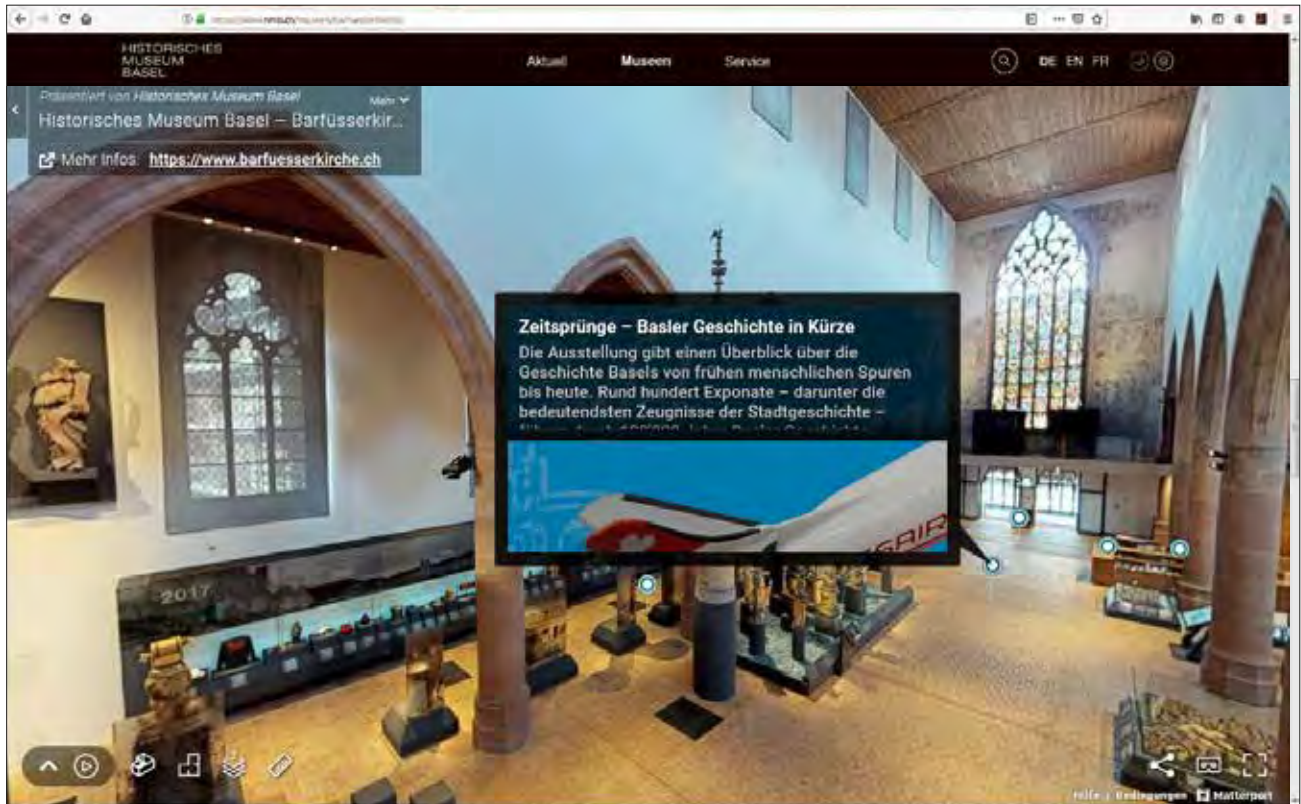 HISTORISCHES
MUSEUM
BASEL
Aktuell Museen Service
DE EN FR
Präsentiert von Historisches Museum Basel Mehr
Historisches Museum Basel – Barfüsserkir...
Mehr Infos: https://www.barfuesserkirche.ch
Zeitsprünge – Basler Geschichte in Kürze
Die Ausstellung gibt einen Überblick über die
Geschichte Basels von frühen menschlichen Spuren
bis heute. Rund hundert Exponate – darunter die
bedeutendsten Zeugnisse der Stadtgeschichte –
2017
Hilfe | Bedingungen Matterport